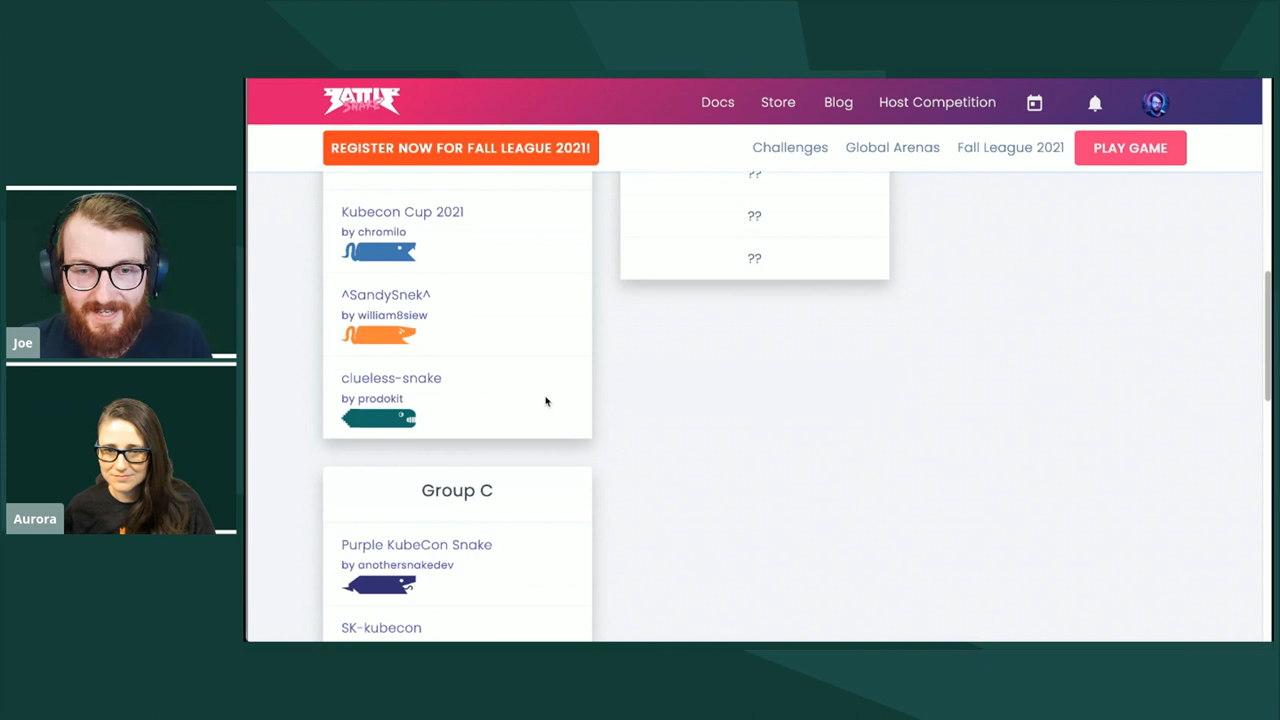 BATTLE
SNAKE
Docs
Store
Blog
Host Competition
REGISTER NOW FOR FALL LEAGUE 2021!
Challenges
Global Arenas
Fall League 2021
PLAY GAME
Kubecon Cup 2021
by chromilo
^SandySnek^
by william8siew
clueless-snake
by prodokit
Group C
Purple KubeCon Snake
by anothersnakedev
SK-kubecon
??
??
??
Joe
Aurora